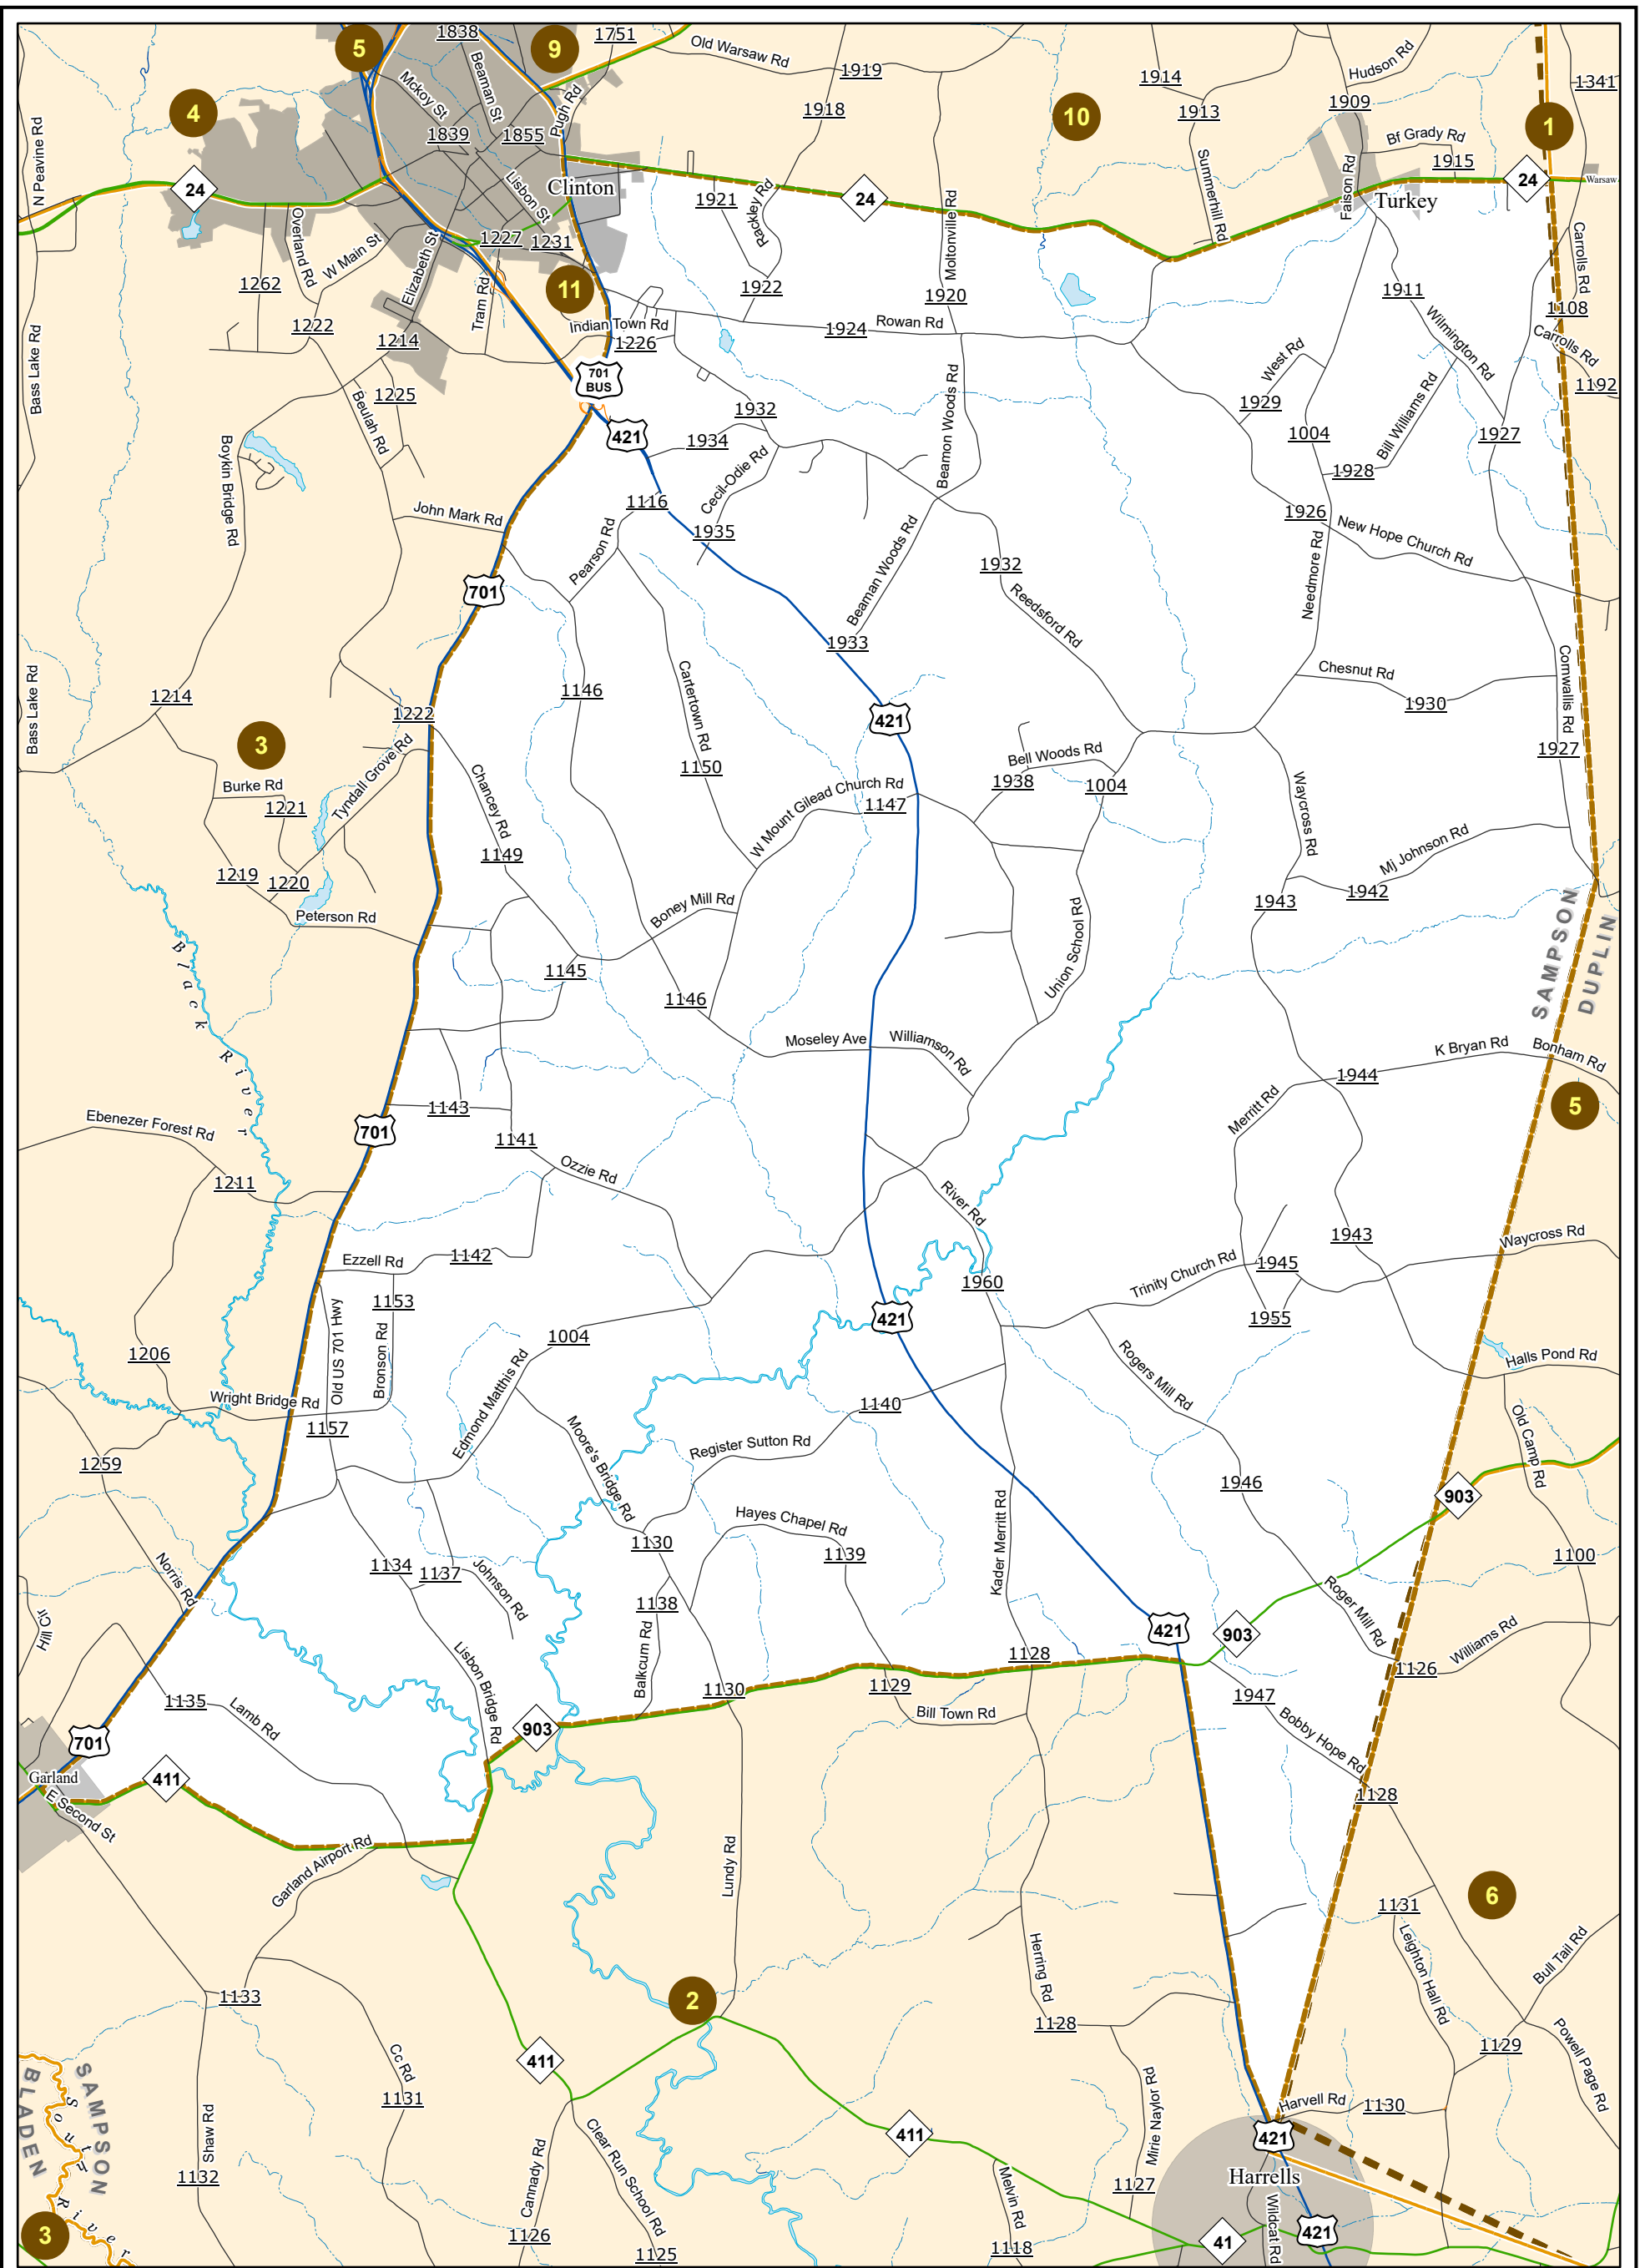 5
1838
9
1751
Old Warsaw Rd
1919
1914
Hudson Rd
1341
4
Mckoy St
Beaman St
Pugh Rd
1918
10
1913
1909
1
N Peavine Rd
1839
1855
Bf Grady Rd
1915
24
Lisbon St
Clinton
1921
Rackley Rd
24
Moltonville Rd
Summerhill Rd
Faison Rd
Turkey
24
Warsaw
Overland Rd
W Main St
Elizabeth St
1227
1231
Carrolls Rd
1262
Tram Rd
11
1922
1920
1911
1108
1222
Indian Town Rd
1924
Rowan Rd
Wilmington Rd
Carrolls Rd
Bass Lake Rd
1214
1226
West Rd
1192
701
BUS
1225
Beulah Rd
1932
Beamon Woods Rd
1929
Bill Williams Rd
421
1934
1004
1927
Boykin Bridge Rd
Cecil-Odie Rd
1928
John Mark Rd
1116
1935
1926
New Hope Church Rd
Pearson Rd
Beaman Woods Rd
1932
Needmore Rd
701
Reedsford Rd
1933
Bass Lake Rd
1214
1146
Cartertown Rd
Chesnut Rd
1930
Cornwallis Rd
1222
421
3
Tyndall Grove Rd
Bell Woods Rd
1927
Burke Rd
1221
Chancey Rd
1150
W Mount Gilead Church Rd
1147
1938
1004
Waycross Rd
1149
Mj Johnson Rd
1219
1220
Boney Mill Rd
1943
1942
Peterson Rd
Union School Rd
SAMPSON
DUPLIN
Black River
1145
1146
Moseley Ave
Williamson Rd
K Bryan Rd
Bonham Rd
1944
1143
Merritt Rd
5
Ebenezer Forest Rd
701
1141
Ozzie Rd
1211
River Rd
1943
Waycross Rd
Ezzell Rd
1142
Trinity Church Rd
1945
1960
1153
421
1955
Old US 701 Hwy
Bronson Rd
1004
1206
Edmond Matthis Rd
Rogers Mill Rd
Halls Pond Rd
Wright Bridge Rd
1140
1157
Moore's Bridge Rd
Register Sutton Rd
Old Camp Rd
1259
1946
903
Kader Merritt Rd
Hayes Chapel Rd
1130
1139
1100
Norris Rd
1134
1137
Johnson Rd
1138
Roger Mill Rd
Hill Cir
421
903
Williams Rd
Lisbon Bridge Rd
Balkcum Rd
1128
1126
1135
Lamb Rd
1130
1129
1947
Bill Town Rd
Bobby Hope Rd
701
903
Garland
411
E Second St
1128
Garland Airport Rd
Lundy Rd
6
1131
Leighton Hall Rd
Bull Tail Rd
Herring Rd
1133
2
1128
1129
Powell Page Rd
Cc Rd
411
SAMPSON
BLADEN
South River
Shaw Rd
1131
Mirie Naylor Rd
Harvell Rd
1130
Clear Run School Rd
411
421
Cannady Rd
Harrells
1132
Melvin Rd
1127
3
1126
1125
1118
41
Wildcat Rd
421